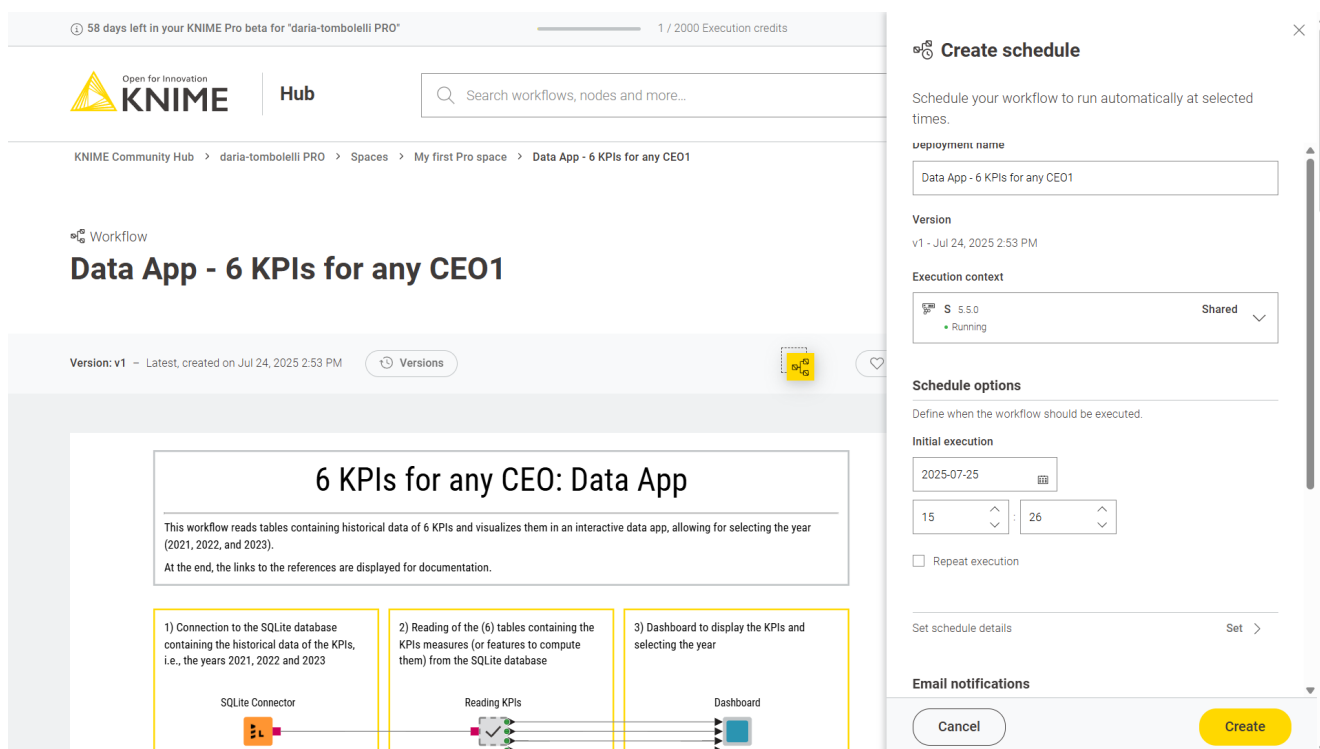 58 days left in your KNIME Pro beta for "daria-tombolelli PRO"
1 / 2000 Execution credits
Open for Innovation
KNIME
Hub
Search workflows, nodes and more...
KNIME Community Hub > daria-tombolelli PRO > Spaces > My first Pro space > Data App - 6 KPIs for any CEO1
Workflow
Data App - 6 KPIs for any CEO1
Version: v1 – Latest, created on Jul 24, 2025 2:53 PM
Versions
6 KPIs for any CEO: Data App
This workflow reads tables containing historical data of 6 KPIs and visualizes them in an interactive data app, allowing for selecting the year
(2021, 2022, and 2023).
At the end, the links to the references are displayed for documentation.
1) Connection to the SQLite database
containing the historical data of the KPIs,
i.e., the years 2021, 2022 and 2023
SQLite Connector
2) Reading of the (6) tables containing the
KPIs measures (or features to compute
them) from the SQLite database
Reading KPIs
3) Dashboard to display the KPIs and
selecting the year
Dashboard
Create schedule
Schedule your workflow to run automatically at selected
times.
Deployment name
Data App - 6 KPIs for any CEO1
Version
v1 - Jul 24, 2025 2:53 PM
Execution context
S 5.5.0
Shared
Running
Schedule options
Define when the workflow should be executed.
Initial execution
2025-07-25
15 : 26
Repeat execution
Set schedule details
Set >
Email notifications
Cancel
Create